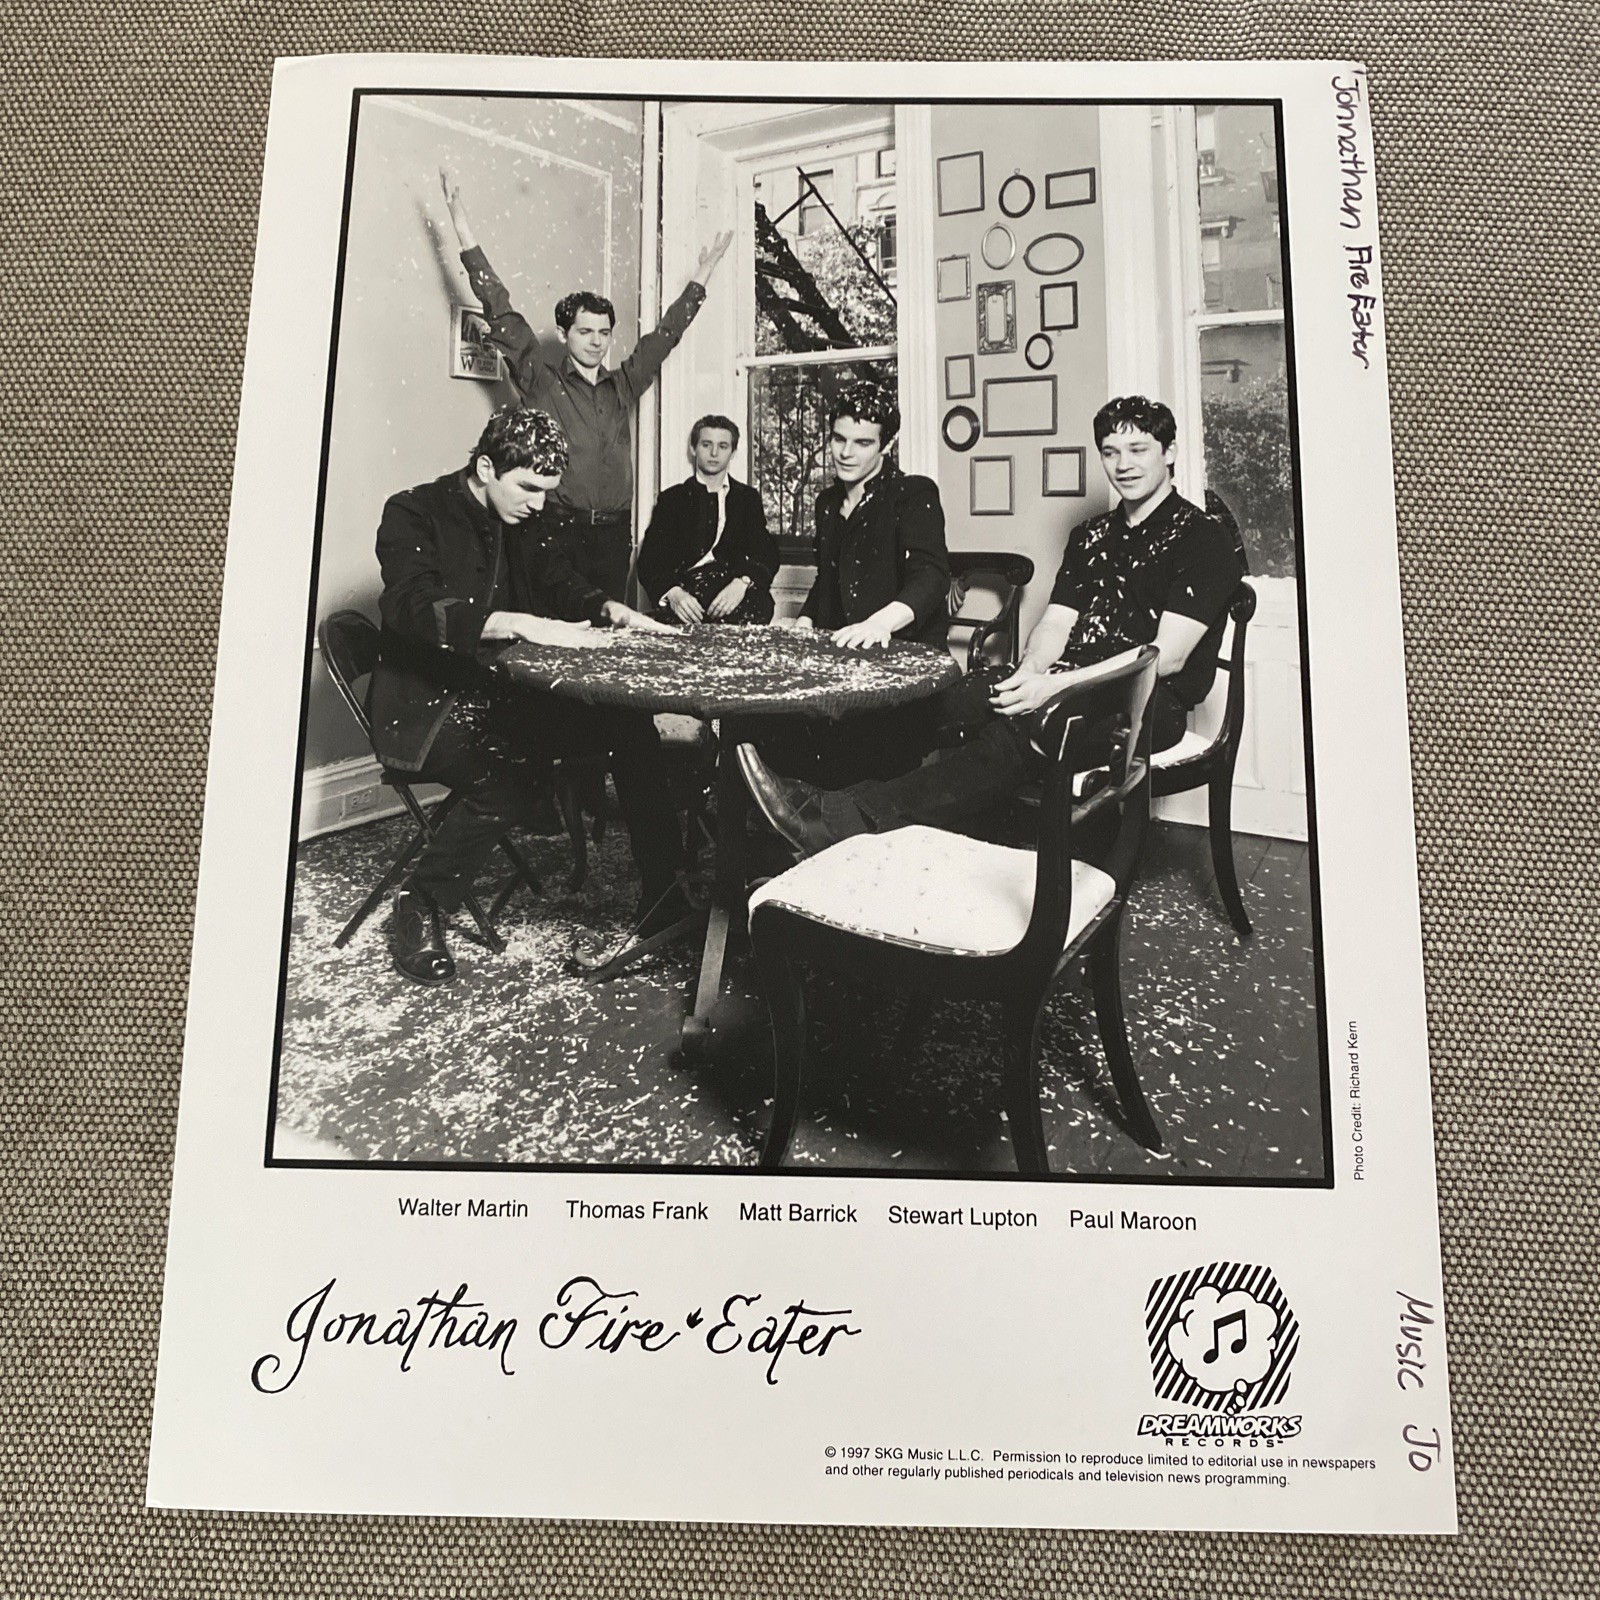 Johnathan Fire Eater
W
Photo Credit: Richard Kern
Walter Martin Thomas Frank Matt Barrick Stewart Lupton Paul Maroon
Jonathan Fire Eater
DREAMWORKS
RECORDS
© 1997 SKG Music L.L.C. Permission to reproduce limited to editorial use in newspapers
and other regularly published periodicals and television news programming.
MUSIC JD